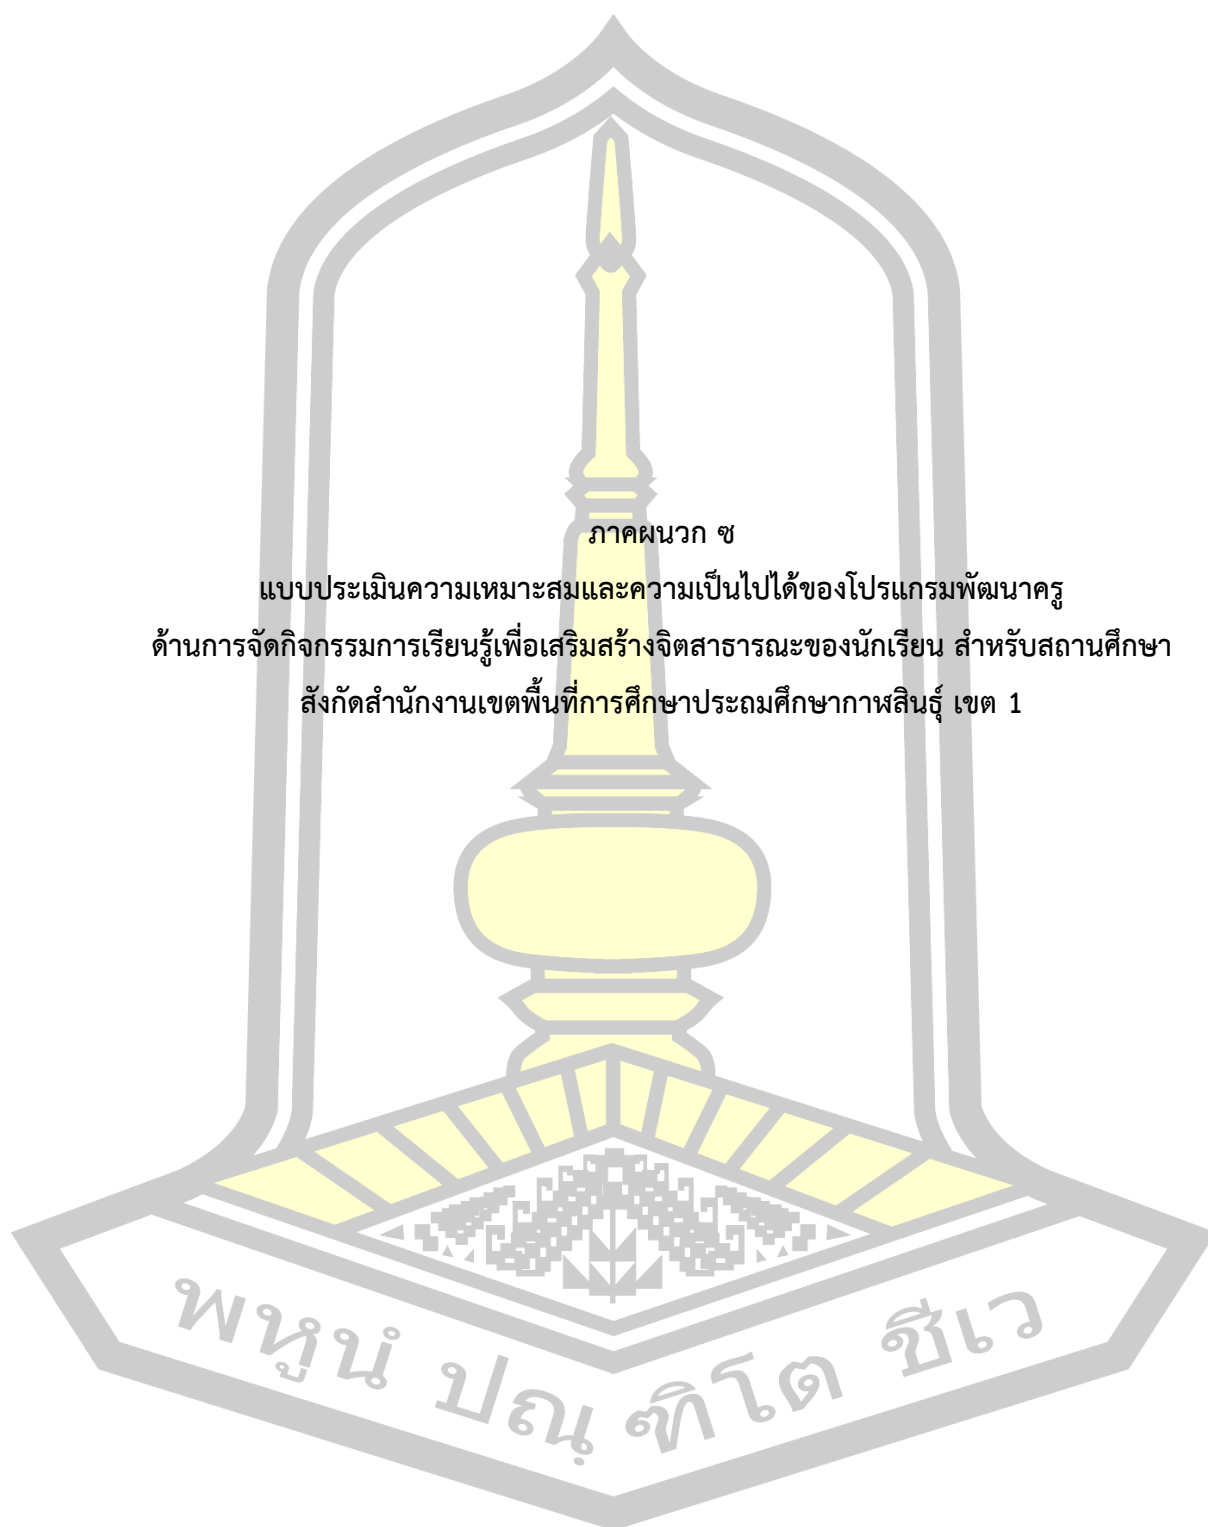 ภาคผนวก ซ
แบบประเมินความเหมาะสมและความเป็นไปได้ของโปรแกรมพัฒนาครู
ด้านการจัดกิจกรรมการเรียนรู้เพื่อเสริมสร้างจิตสาธารณะของนักเรียน สำหรับสถานศึกษา
สังกัดสำนักงานเขตพื้นที่การศึกษาประถมศึกษากาฬสินธุ์ เขต 1
พหูนํ ปณฺฑิโต ชีเว